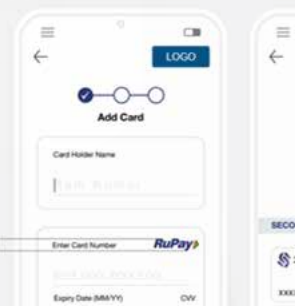 LOGO
Add Card
Card Holder Name
Enter Card Number RuPay
Expiry Date (MM/YY) CVV
SECO